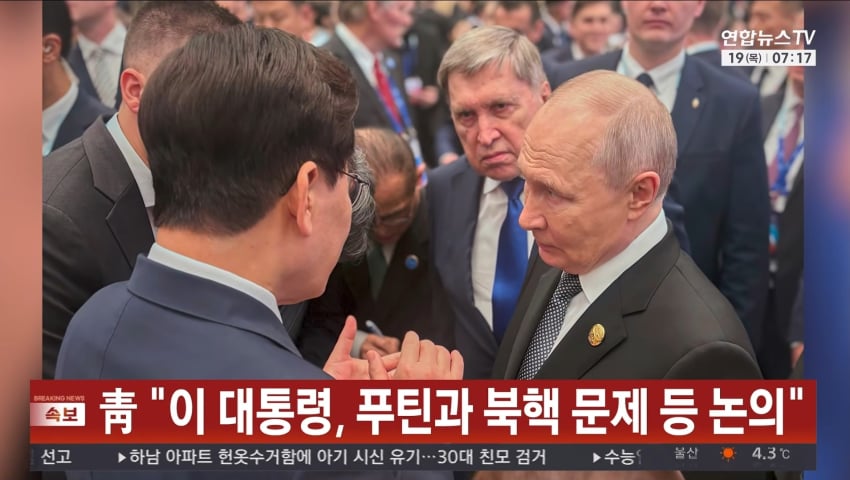 연합뉴스TV
19(목) 07:17
BREAKING NEWS
속보
靑 "이 대통령, 푸틴과 북핵 문제 등 논의"
선고 ▶하남 아파트 헌옷수거함에 아기 시신 유기…30대 친모 검거 ▶수능 울산 4.3℃